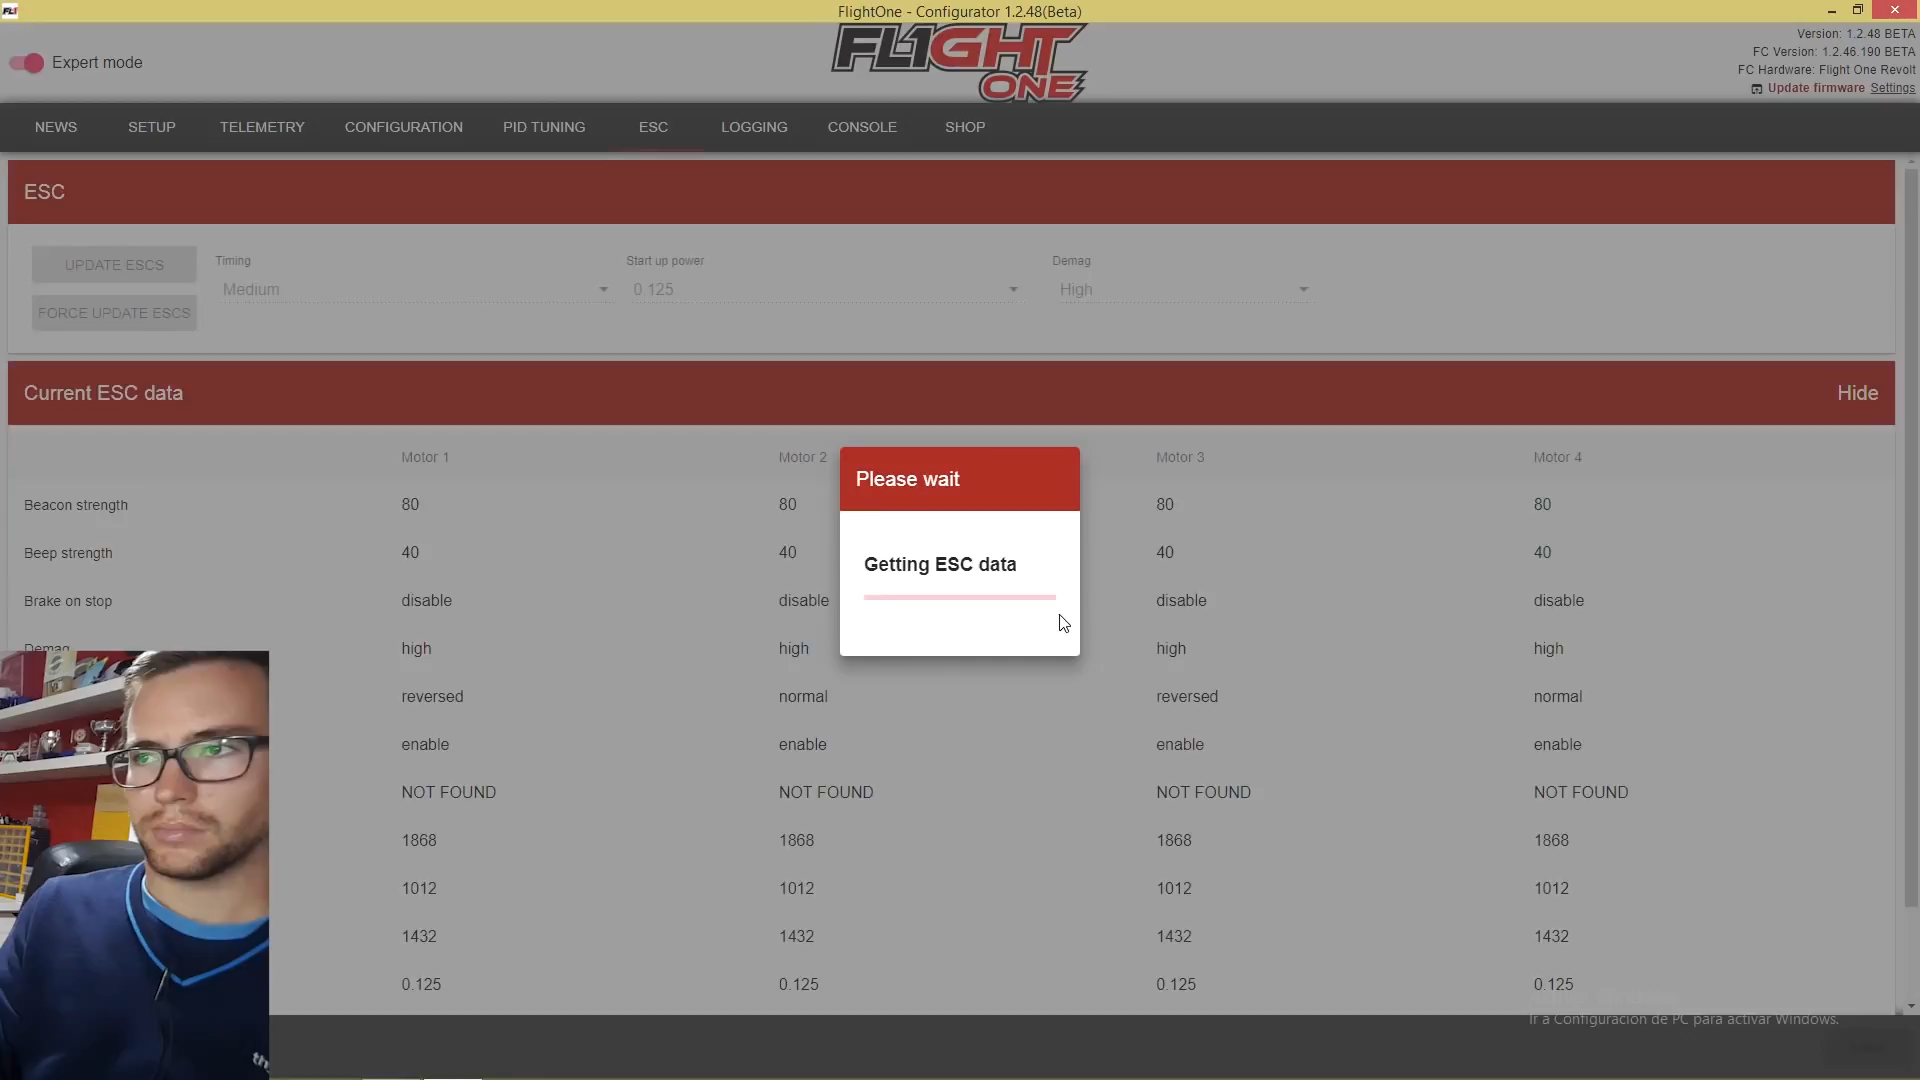 FlightOne - Configurator 1.2.48(Beta)
Expert mode
FL1GHT
ONE
Version: 1.2.48 BETA
FC Version: 1.2.46.190 BETA
FC Hardware: Flight One Revolt
Update firmware Settings
NEWS SETUP TELEMETRY CONFIGURATION PID TUNING ESC LOGGING CONSOLE SHOP
ESC
UPDATE ESCS
FORCE UPDATE ESCS
Timing
Medium
Start up power
0.125
Demag
High
Current ESC data
Hide
Motor 1 Motor 2 Motor 3 Motor 4
Beacon strength 80 80 80 80
Beep strength 40 40 40 40
Brake on stop disable disable disable disable
Demag high high high high
reversed normal reversed normal
enable enable enable enable
NOT FOUND NOT FOUND NOT FOUND NOT FOUND
1868 1868 1868 1868
1012 1012 1012 1012
1432 1432 1432 1432
0.125 0.125 0.125 0.125
Please wait
Getting ESC data
Ir a Configuración de PC para activar Windows.